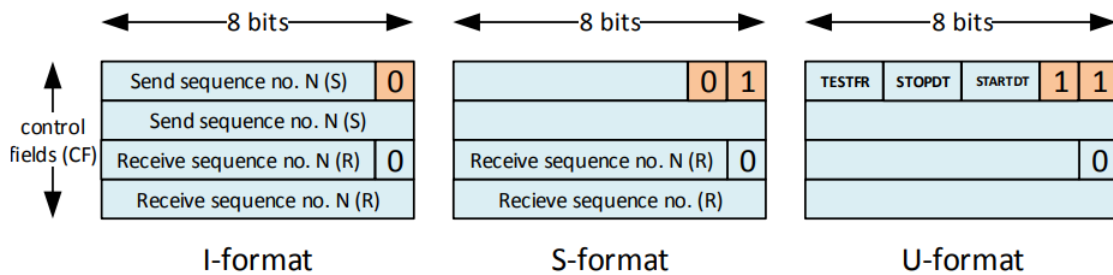 8 bits 8 bits 8 bits
Send sequence no. N (S) 0 0 1 TESTFR STOPDT STARTDT 1 1
Send sequence no. N (S)
control
fields (CF)
Receive sequence no. N (R) 0 Receive sequence no. N (R) 0 0
Receive sequence no. N (R) Recieve sequence no. (R)
I-format S-format U-format